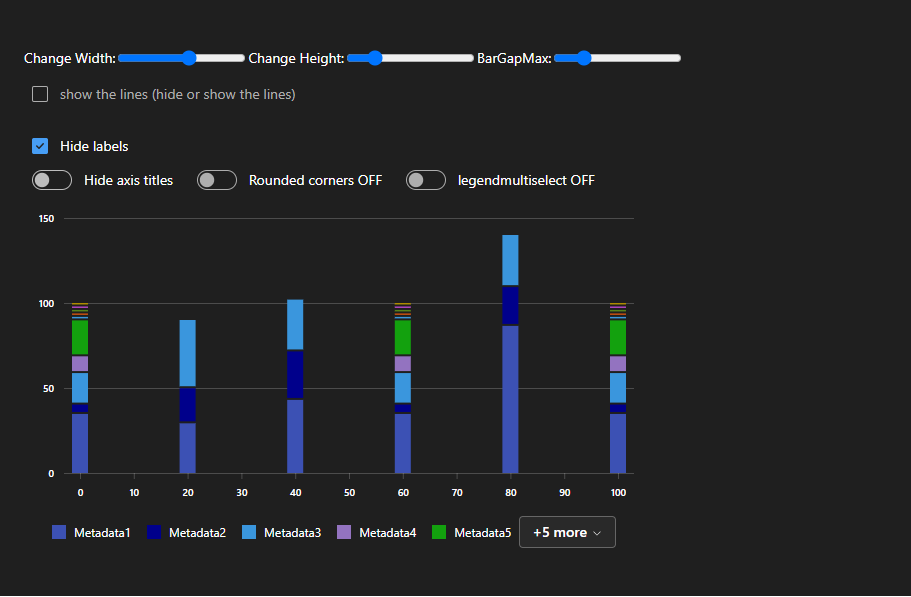 Change Width: Change Height: BarGapMax:
show the lines (hide or show the lines)
Hide labels
Hide axis titles Rounded corners OFF legendmultiselect OFF
150
100
50
0
0 10 20 30 40 50 60 70 80 90 100
Metadata1 Metadata2 Metadata3 Metadata4 Metadata5 +5 more